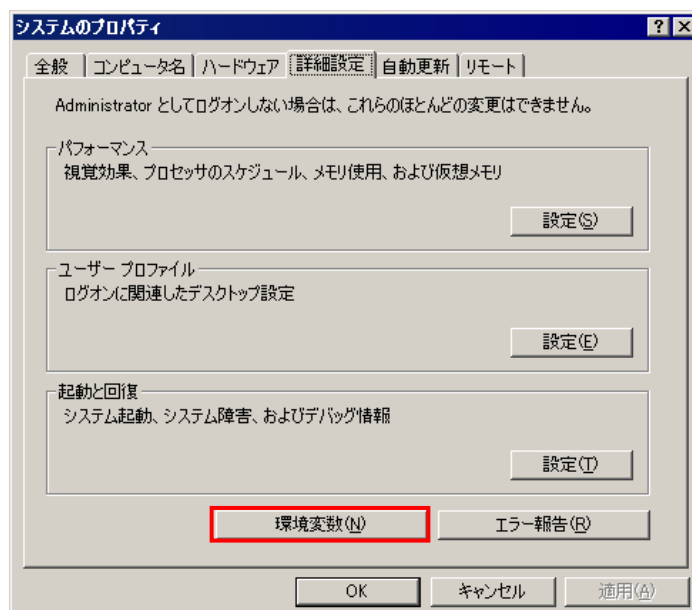 システムのプロパティ
全般 コンピュータ名 ハードウェア 詳細設定 自動更新 リモート
Administrator としてログオンしない場合は、これらのほとんどの変更はできません。
パフォーマンス
視覚効果、プロセッサのスケジュール、メモリ使用、および仮想メモリ
設定(S)
ユーザー プロファイル
ログオンに関連したデスクトップ設定
設定(E)
起動と回復
システム起動、システム障害、およびデバッグ情報
設定(T)
環境変数(N) エラー報告(R)
OK キャンセル 適用(A)